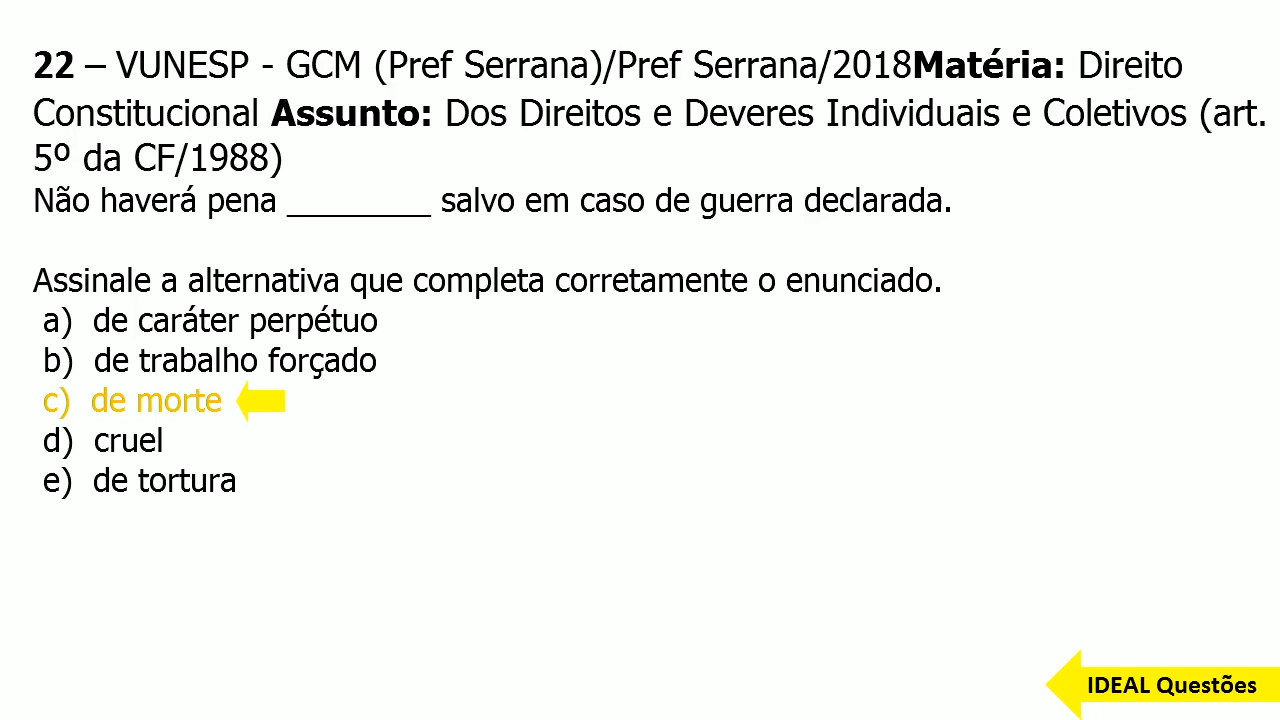 22 – VUNESP - GCM (Pref Serrana)/Pref Serrana/2018Matéria: Direito
Constitucional Assunto: Dos Direitos e Deveres Individuais e Coletivos (art.
5º da CF/1988)
Não haverá pena ________ salvo em caso de guerra declarada.
Assinale a alternativa que completa corretamente o enunciado.
a) de caráter perpétuo
b) de trabalho forçado
c) de morte
d) cruel
e) de tortura
IDEAL Questões